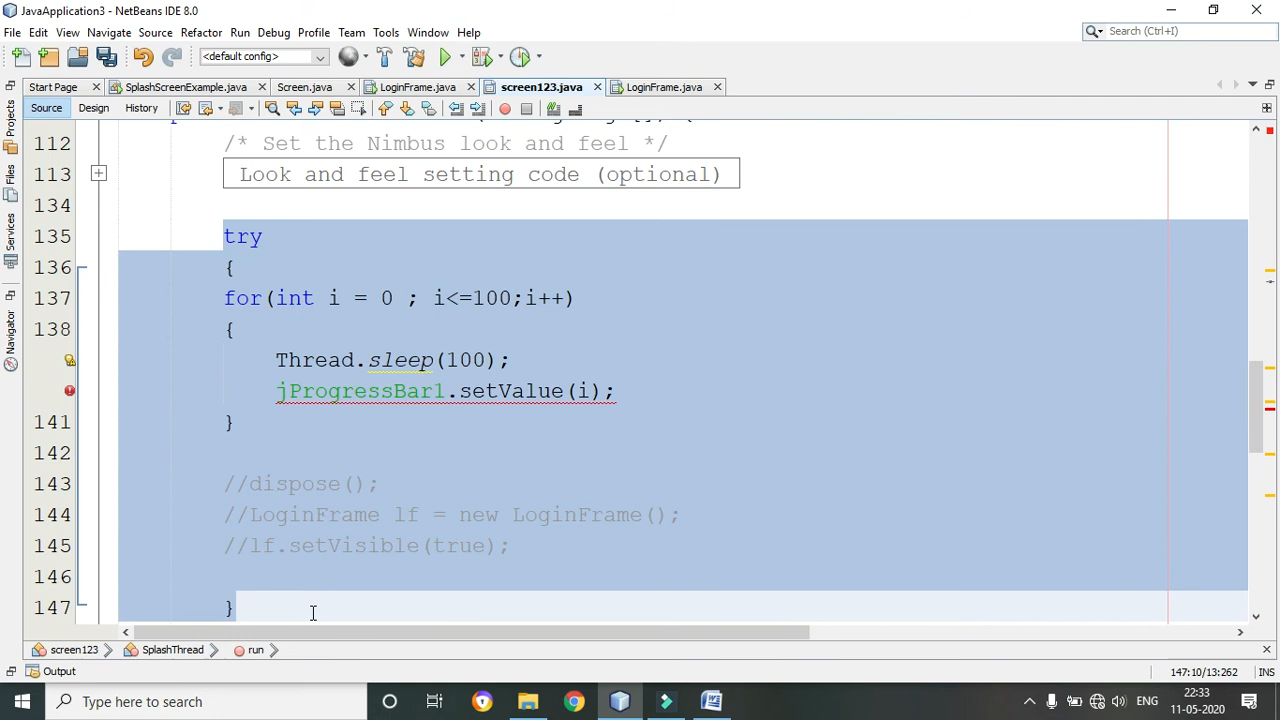 JavaApplication3 - NetBeans IDE 8.0
File Edit View Navigate Source Refactor Run Debug Profile Team Tools Window Help
Search (Ctrl+I)
<default config>
Start Page SplashScreenExample.java Screen.java LoginFrame.java screen123.java LoginFrame.java
Source Design History
Projects
Files
Services
Navigator
112 /* Set the Nimbus look and feel */
113 Look and feel setting code (optional)
134
135 try
136 {
137 for(int i = 0 ; i<=100;i++)
138 {
Thread.sleep(100);
jProgressBar1.setValue(i);
141 }
142
143 //dispose();
144 //LoginFrame lf = new LoginFrame();
145 //lf.setVisible(true);
146
147 }
screen123 SplashThread run
Output
147:10/13:262 INS
Type here to search
ENG
22:33
11-05-2020